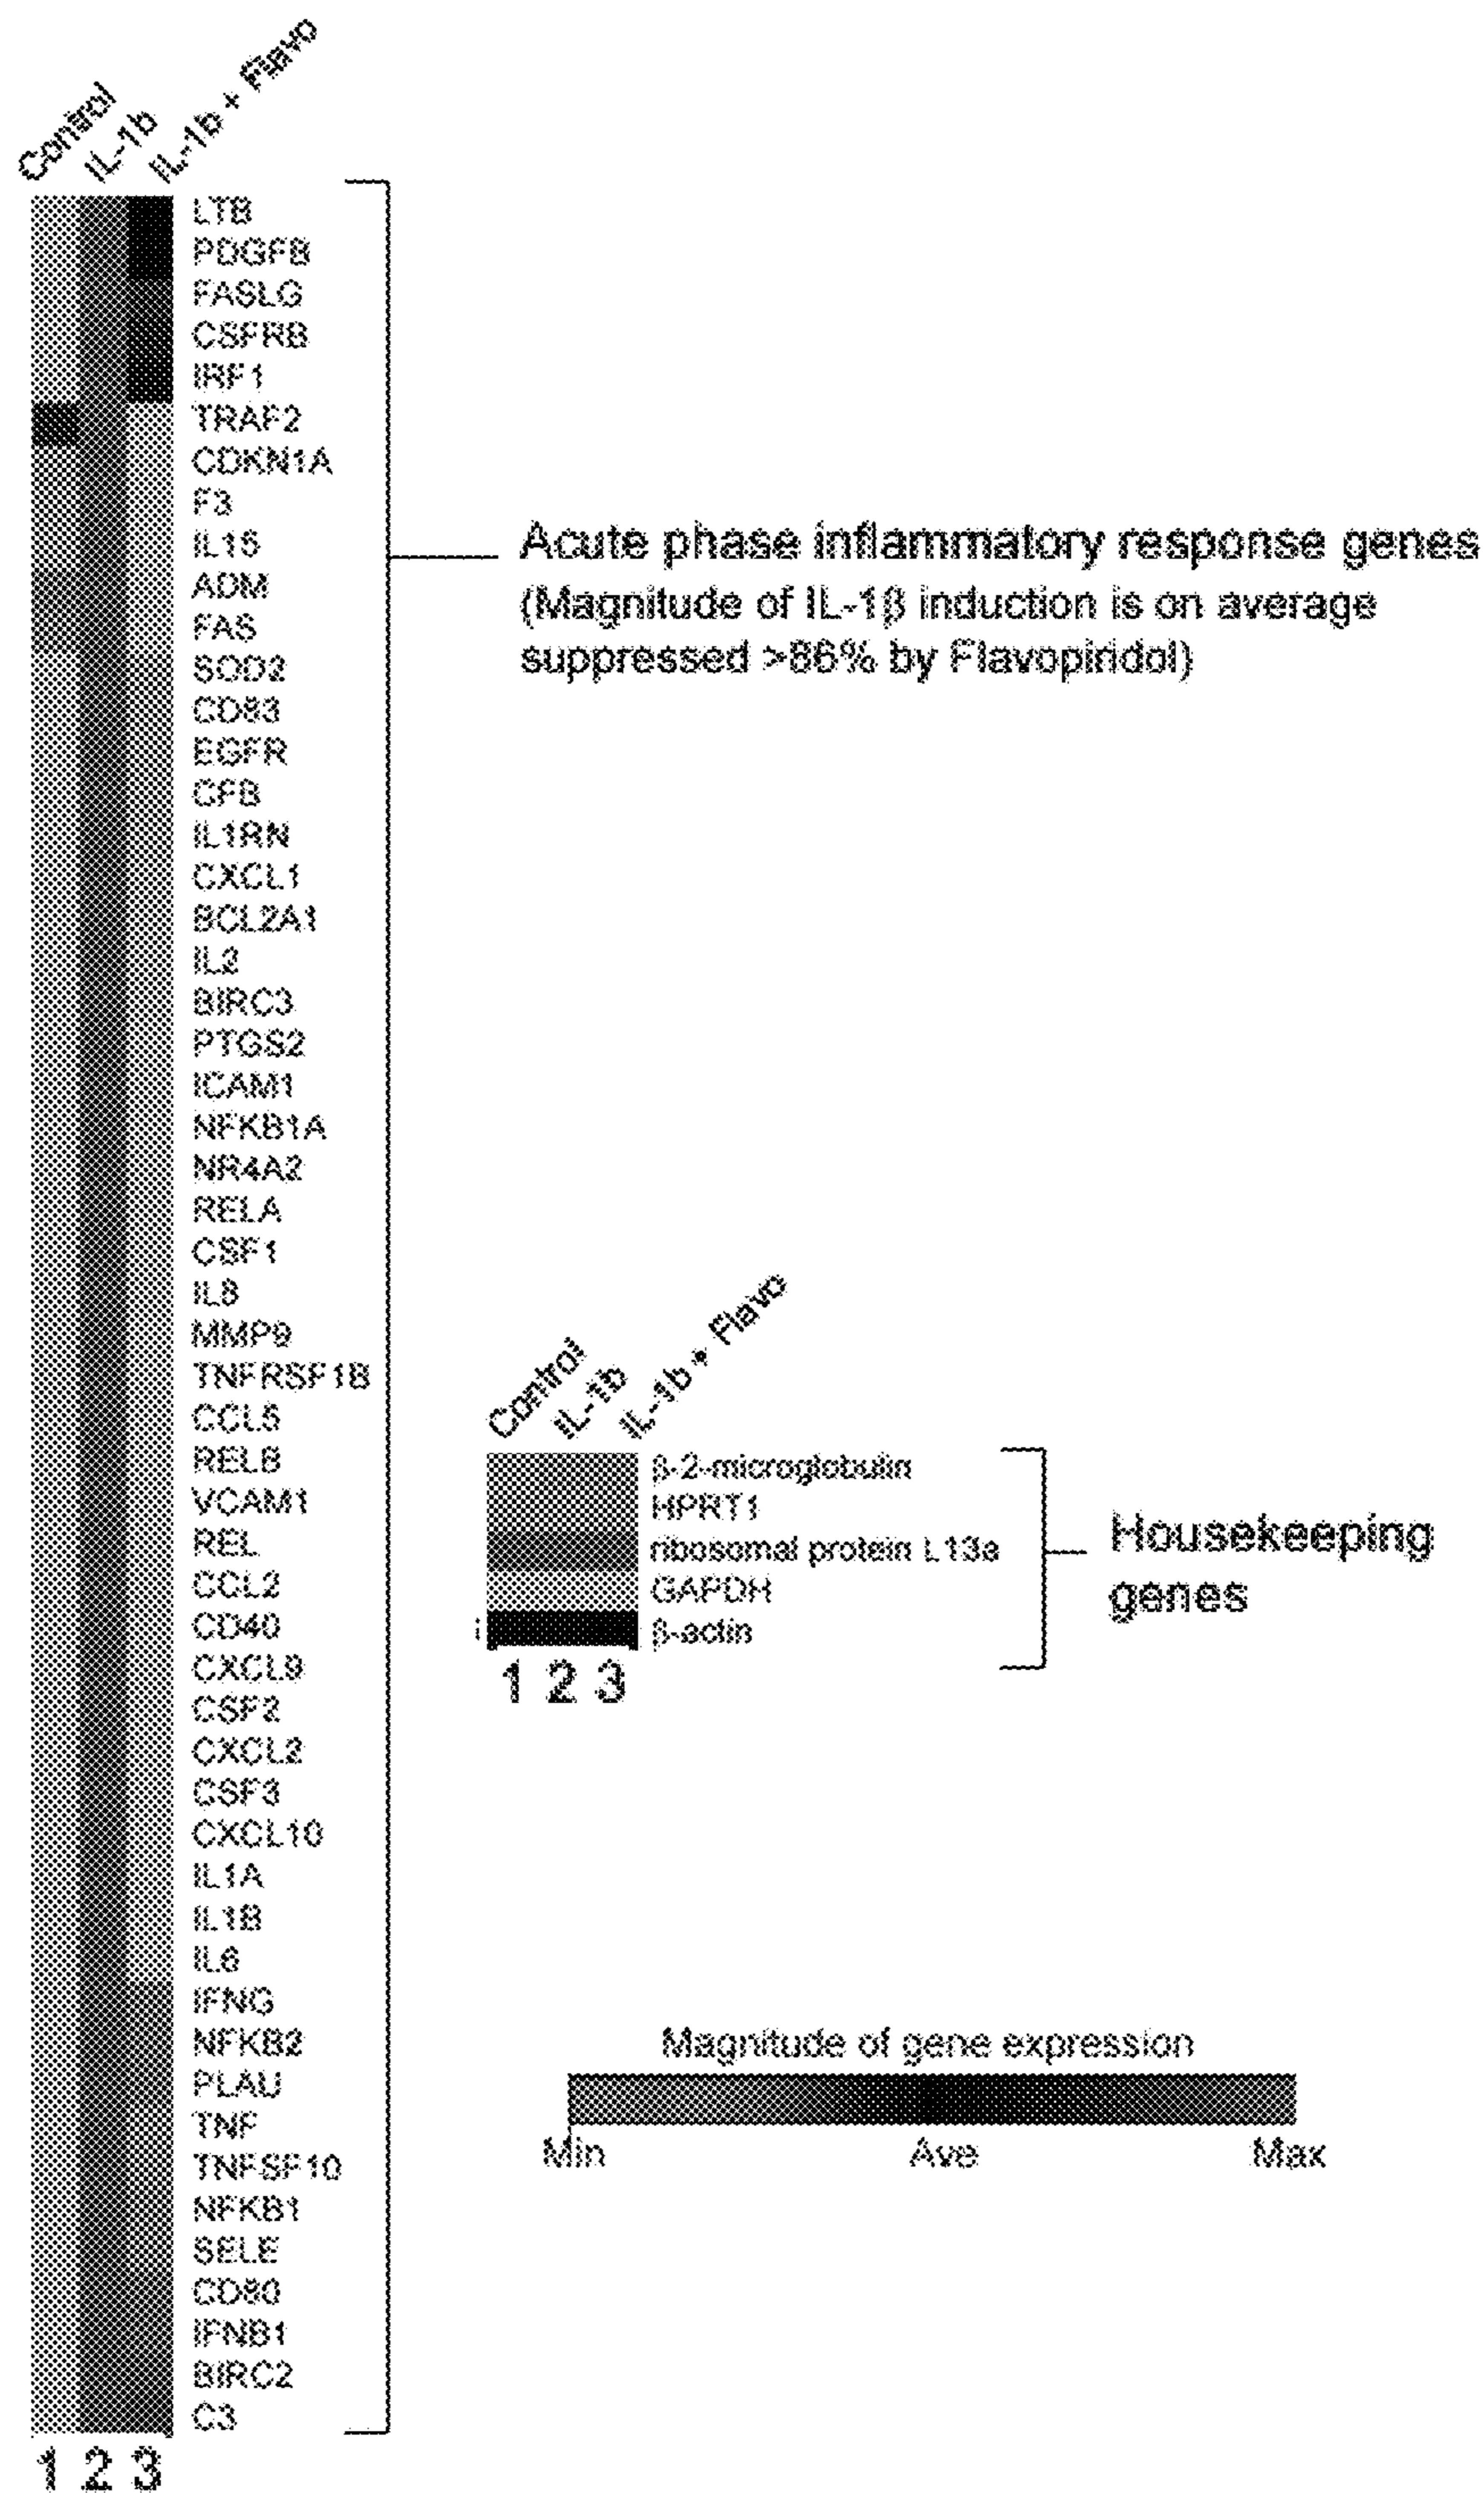 Control
IL-1b
IL-1b + Flavo
LTB
PDGFB
FASLG
CSFRB
IRF1
TRAF2
CDKN1A
F3
IL15
ADM
FAS
SOD2
CD83
EGFR
CFB
IL1RN
CXCL1
BCL2A1
IL2
BIRC3
PTGS2
ICAM1
NFKB1A
NR4A2
RELA
CSF1
IL8
MMP9
TNFRSF1B
CCL5
RELB
VCAM1
REL
CCL2
CD40
CXCL9
CSF2
CXCL2
CSF3
CXCL10
IL1A
IL1B
IL6
IFNG
NFKB2
PLAU
TNF
TNFSF10
NFKB1
SELE
CD80
IFNB1
BIRC2
C3
1 2 3
Acute phase inflammatory response genes
(Magnitude of IL-1β induction is on average
suppressed >86% by Flavopiridol)
Control
IL-1b
IL-1b + Flavo
β-2-microglobulin
HPRT1
ribosomal protein L13a
GAPDH
β-actin
1 2 3
Housekeeping
genes
Magnitude of gene expression
Min Ave Max